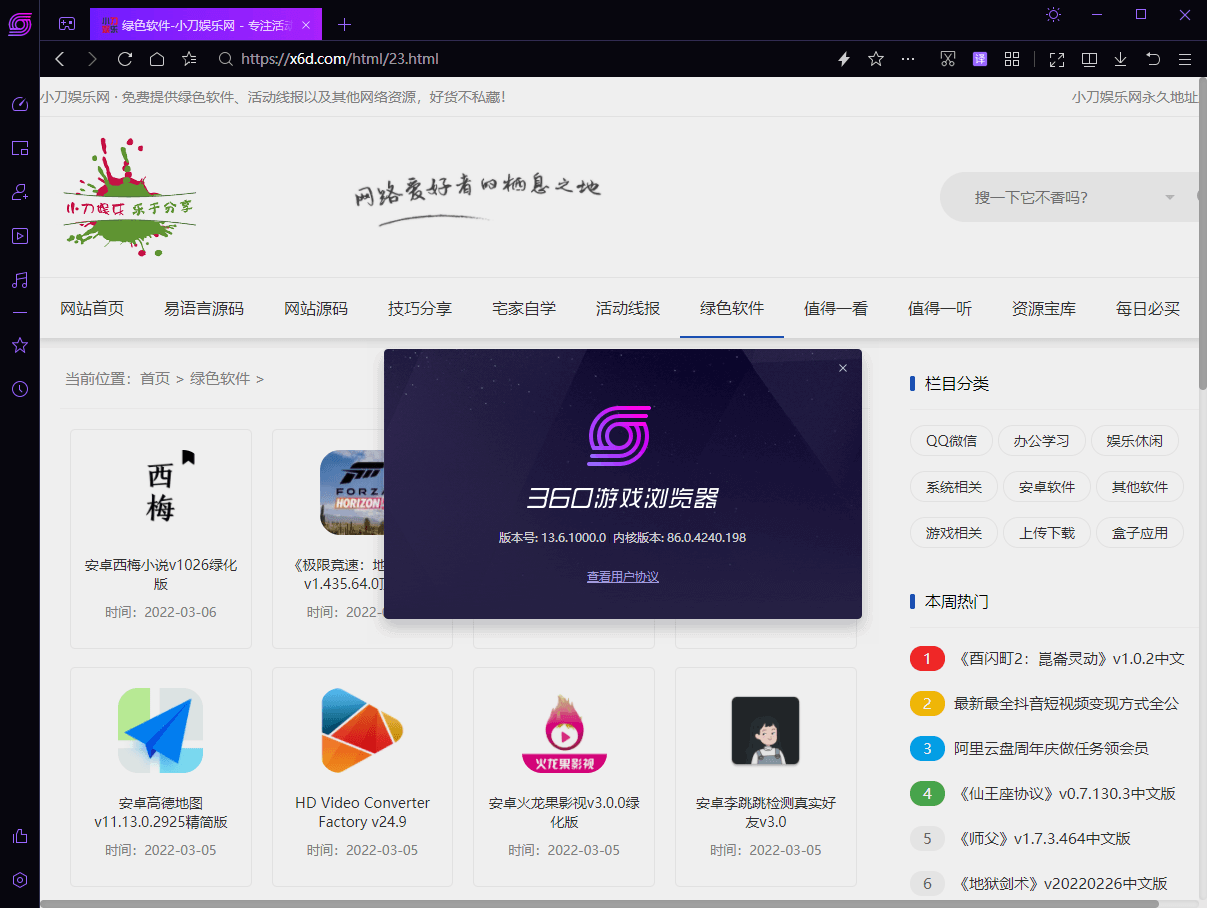 绿色软件-小刀娱乐网 - 专注活动
https://x6d.com/html/23.html
译
小刀娱乐网 · 免费提供绿色软件、活动线报以及其他网络资源，好货不私藏！
小刀娱乐网永久地址
小刀娱乐 乐于分享
网路爱好者的栖息之地
搜一下它不香吗?
网站首页 易语言源码 网站源码 技巧分享 宅家自学 活动线报 绿色软件 值得一看 值得一听 资源宝库 每日必买
当前位置：首页 > 绿色软件 >
360游戏浏览器
版本号: 13.6.1000.0 内核版本: 86.0.4240.198
查看用户协议
西
梅
安卓西梅小说v1026绿化
版
时间：2022-03-06
FORZA
HORIZON
《极限竞速：地
v1.435.64.0
时间：2022-
安卓高德地图
v11.13.0.2925精简版
时间：2022-03-05
HD Video Converter
Factory v24.9
时间：2022-03-05
火龙果影视
安卓火龙果影视v3.0.0绿
化版
时间：2022-03-05
安卓李跳跳检测真实好
友v3.0
时间：2022-03-05
栏目分类
QQ微信 办公学习 娱乐休闲
系统相关 安卓软件 其他软件
游戏相关 上传下载 盒子应用
本周热门
1 《酉闪町2：崑崙灵动》v1.0.2中文
2 最新最全抖音短视频变现方式全公
3 阿里云盘周年庆做任务领会员
4 《仙王座协议》v0.7.130.3中文版
5 《师父》v1.7.3.464中文版
6 《地狱剑术》v20220226中文版